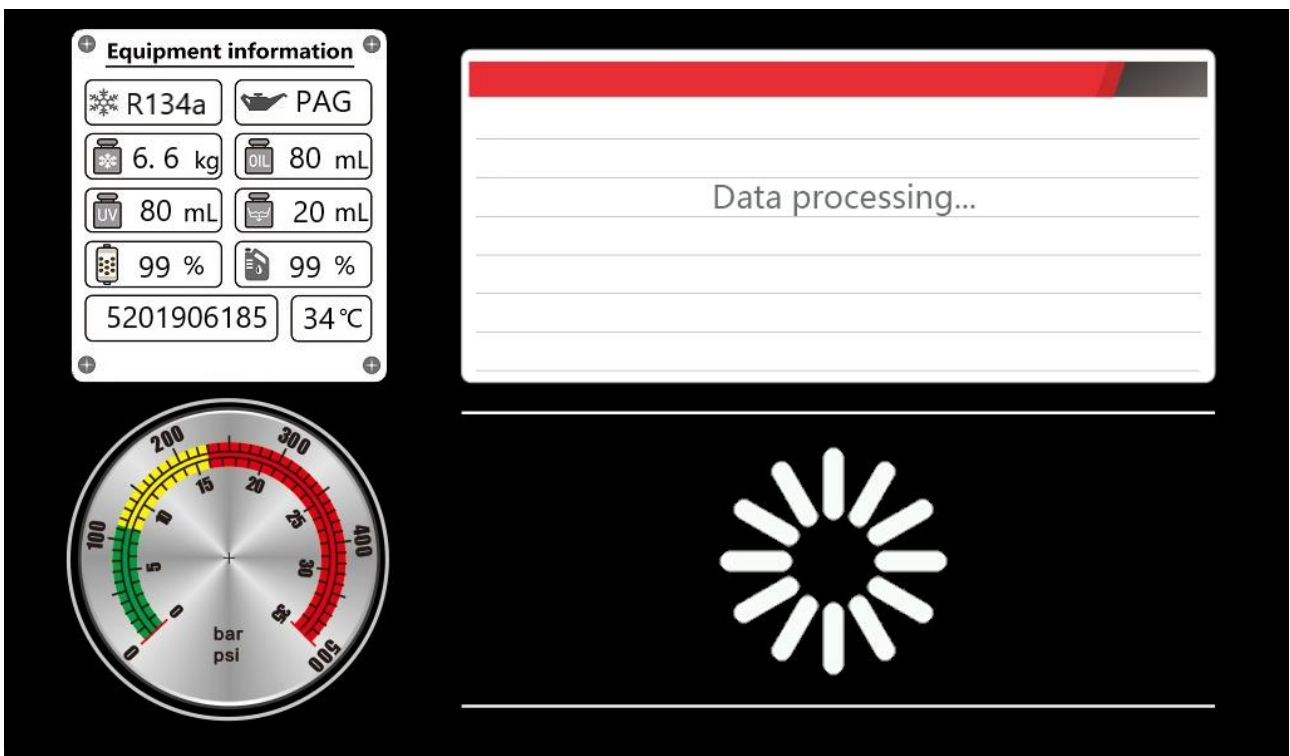 Equipment information
R134a PAG
6. 6 kg OIL 80 mL
UV 80 mL 20 mL
99 % 99 %
5201906185 34℃
Data processing...
200 300
15 20
10 25
100 400
5 30
0 35
0 500
bar
psi